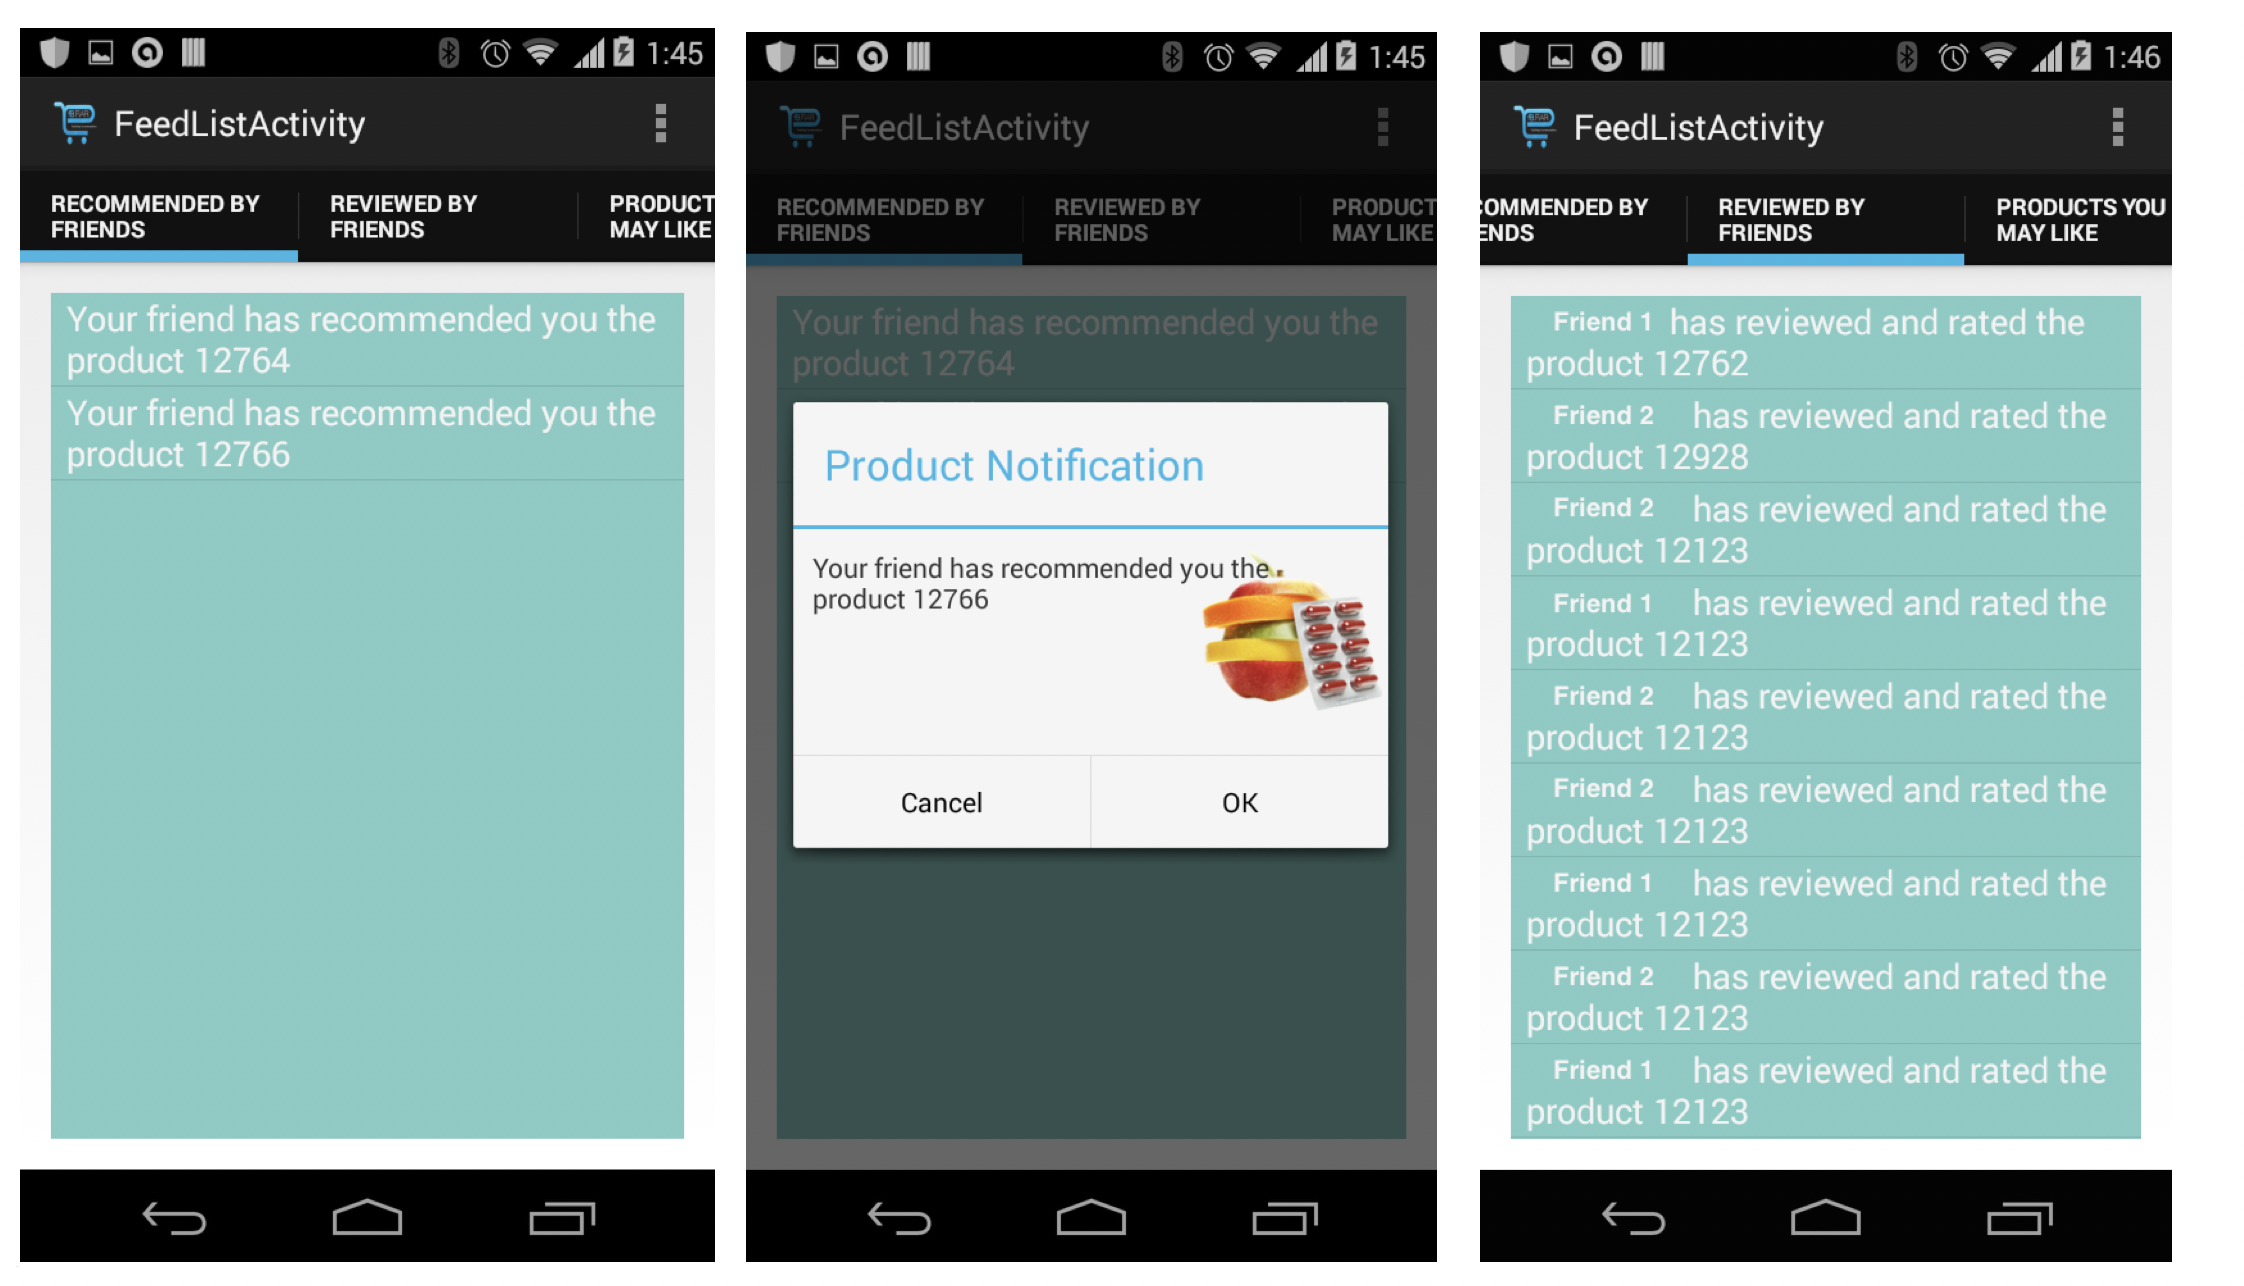 1:45
FeedListActivity
RECOMMENDED BY
FRIENDS
REVIEWED BY
FRIENDS
PRODUCT
MAY LIKE
Your friend has recommended you the
product 12764
Your friend has recommended you the
product 12766
1:45
FeedListActivity
RECOMMENDED BY
FRIENDS
REVIEWED BY
FRIENDS
PRODUCT
MAY LIKE
Your friend has recommended you the
product 12764
Product Notification
Your friend has recommended you the
product 12766
Cancel
OK
1:46
FeedListActivity
OMMENDED BY
ENDS
REVIEWED BY
FRIENDS
PRODUCTS YOU
MAY LIKE
Friend 1 has reviewed and rated the
product 12762
Friend 2 has reviewed and rated the
product 12928
Friend 2 has reviewed and rated the
product 12123
Friend 1 has reviewed and rated the
product 12123
Friend 2 has reviewed and rated the
product 12123
Friend 2 has reviewed and rated the
product 12123
Friend 1 has reviewed and rated the
product 12123
Friend 2 has reviewed and rated the
product 12123
Friend 1 has reviewed and rated the
product 12123